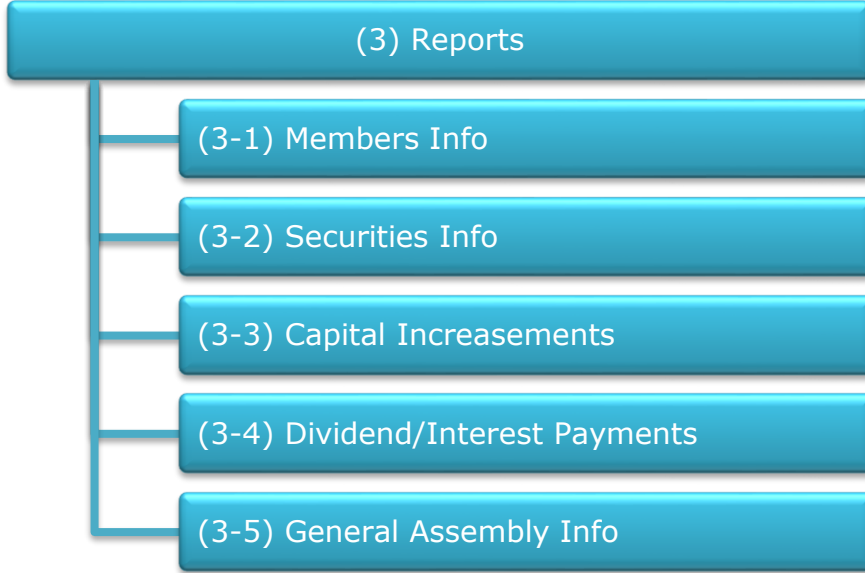 (3) Reports
(3-1) Members Info
(3-2) Securities Info
(3-3) Capital Increasements
(3-4) Dividend/Interest Payments
(3-5) General Assembly Info